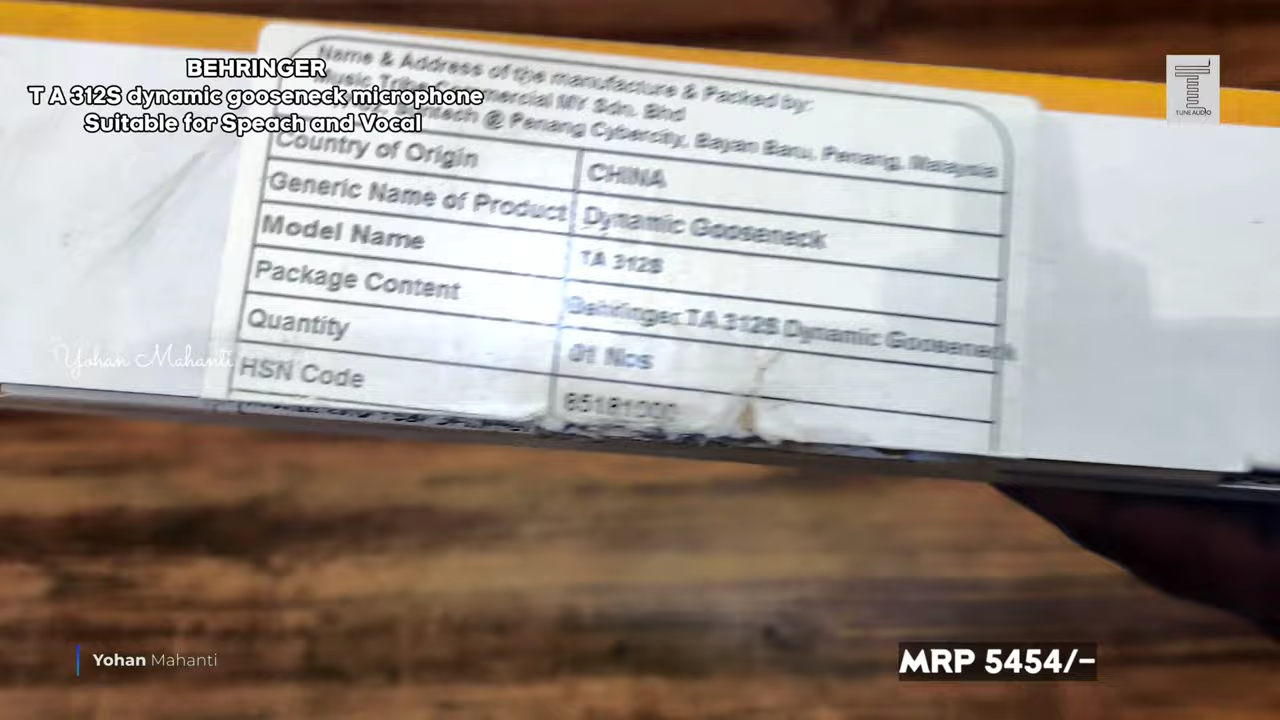 BEHRINGER
T A 312S dynamic gooseneck microphone
Suitable for Speach and Vocal
TUNEAUDIO
Name & Address of the manufacture & Packed by:
Music MY Sdn. Bhd
@ Penang Cybercity, Bayan Baru, Penang, Malaysia
Country of Origin CHINA
Generic Name of Product Dynamic Gooseneck
Model Name TA 312S
Package Content Behringer TA 312S Dynamic Gooseneck
Quantity 01 Nos
HSN Code 85181000
Yohan Mahanti
Yohan Mahanti
MRP 5454/-